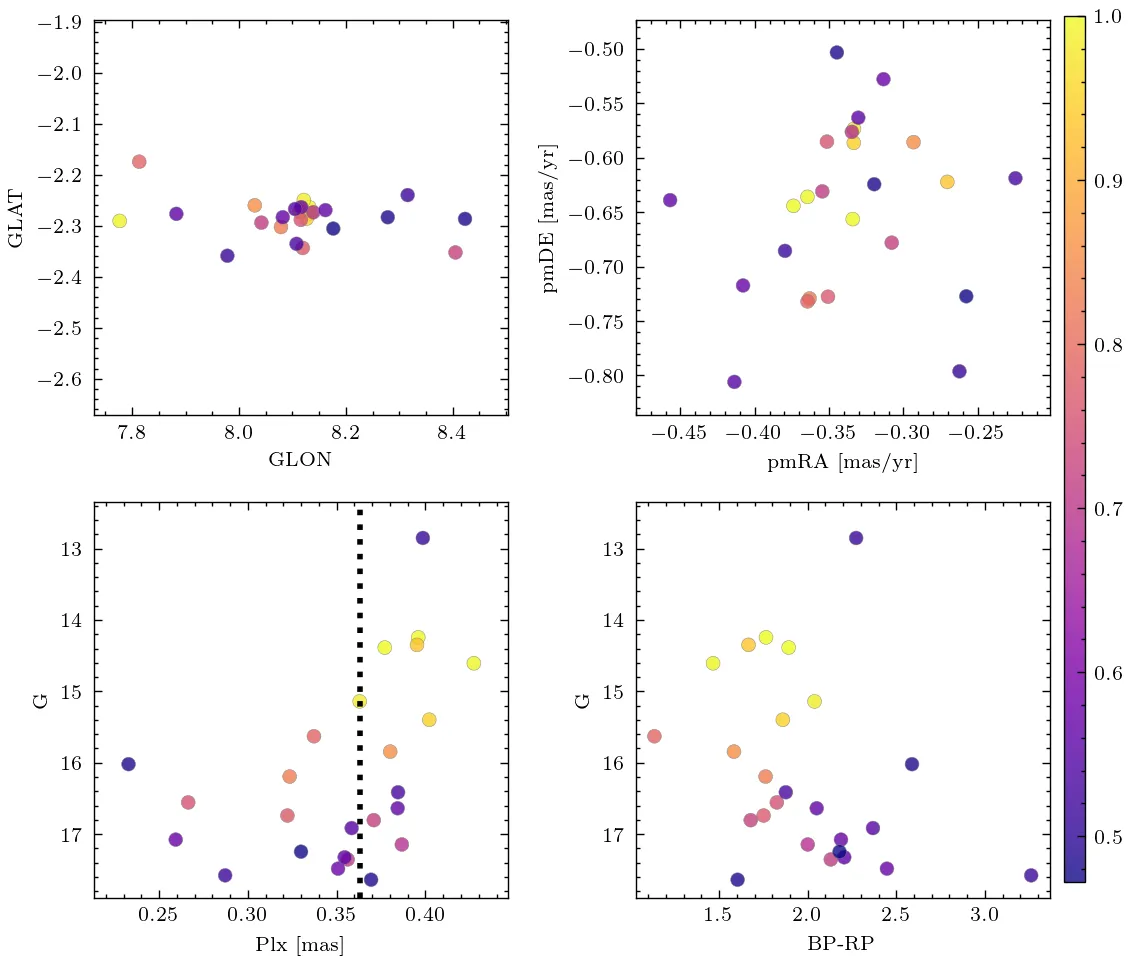 −1.9
−2.0
−2.1
−2.2
−2.3
−2.4
−2.5
−2.6
GLAT
7.8 8.0 8.2 8.4
GLON
−0.50
−0.55
−0.60
−0.65
−0.70
−0.75
−0.80
pmDE [mas/yr]
−0.45 −0.40 −0.35 −0.30 −0.25
pmRA [mas/yr]
13
14
15
16
17
G
0.25 0.30 0.35 0.40
Plx [mas]
13
14
15
16
17
G
1.5 2.0 2.5 3.0
BP-RP
1.0
0.9
0.8
0.7
0.6
0.5